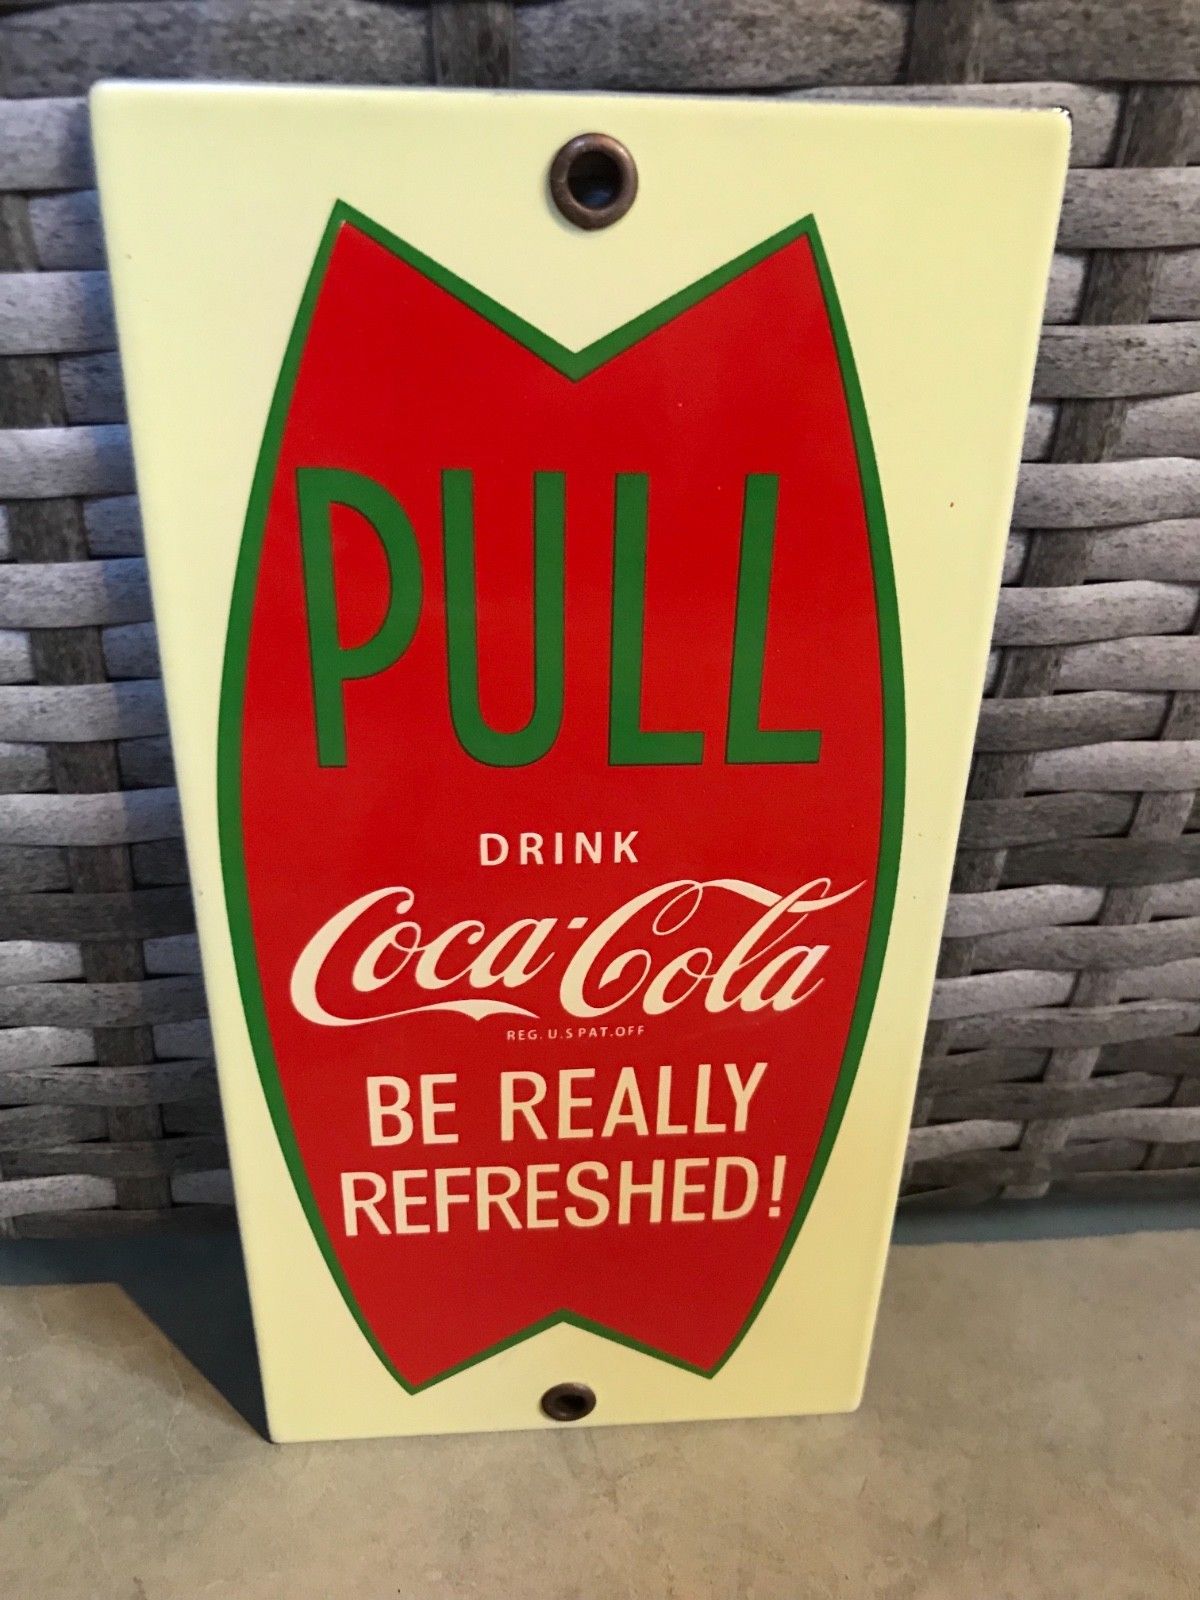 PULL
DRINK
Coca-Cola
REG. U.S PAT. OFF
BE REALLY
REFRESHED!